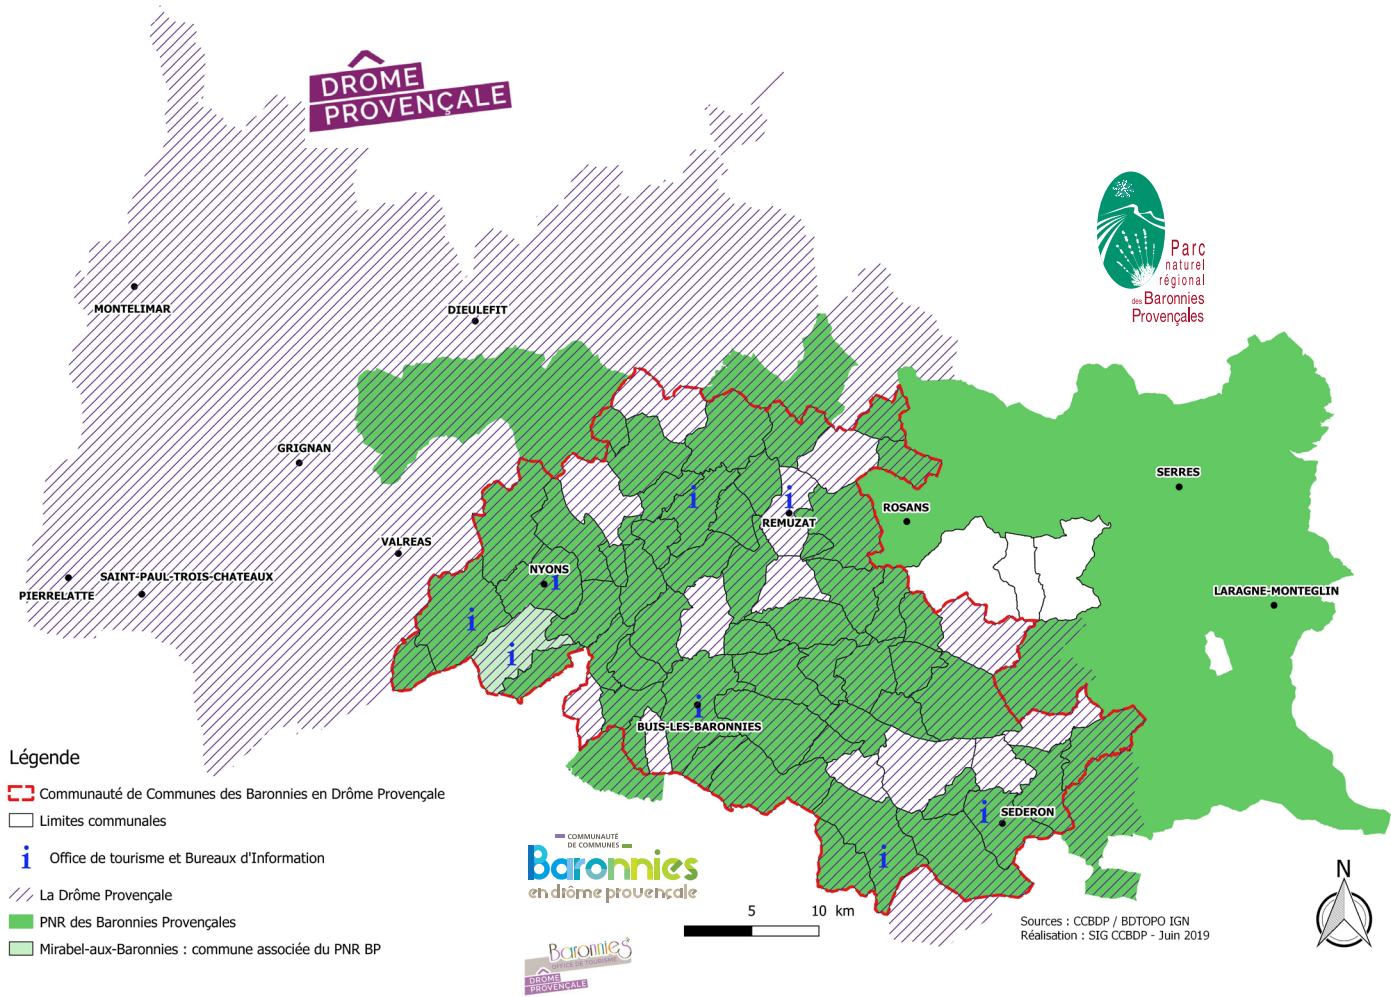 DRÔME
PROVENÇALE
Parc
naturel
régional
des Baronnies
Provençales
MONTELIMAR
DIEULEFIT
GRIGNAN
SERRES
ROSANS
REMUZAT
VALREAS
NYONS
SAINT-PAUL-TROIS-CHATEAUX
PIERRELATTE
LARAGNE-MONTEGLIN
BUIS-LES-BARONNIES
SEDERON
i
i
i
i
i
i
i
i
Légende
Communauté de Communes des Baronnies en Drôme Provençale
Limites communales
i Office de tourisme et Bureaux d'Information
La Drôme Provençale
PNR des Baronnies Provençales
Mirabel-aux-Baronnies : commune associée du PNR BP
COMMUNAUTÉ
DE COMMUNES
Baronnies
en drôme provençale
5 10 km
Baronnies
OFFICE DE TOURISME
DRÔME
PROVENÇALE
Sources : CCBDP / BDTOPO IGN
Réalisation : SIG CCBDP - Juin 2019
N